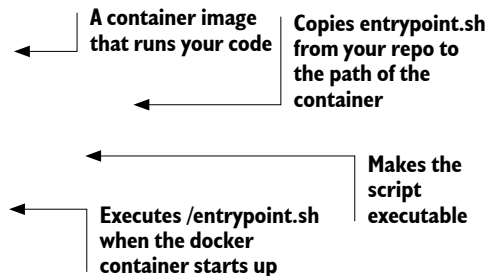 A container image
that runs your code
Copies entrypoint.sh
from your repo to
the path of the
container
Makes the
script
executable
Executes /entrypoint.sh
when the docker
container starts up